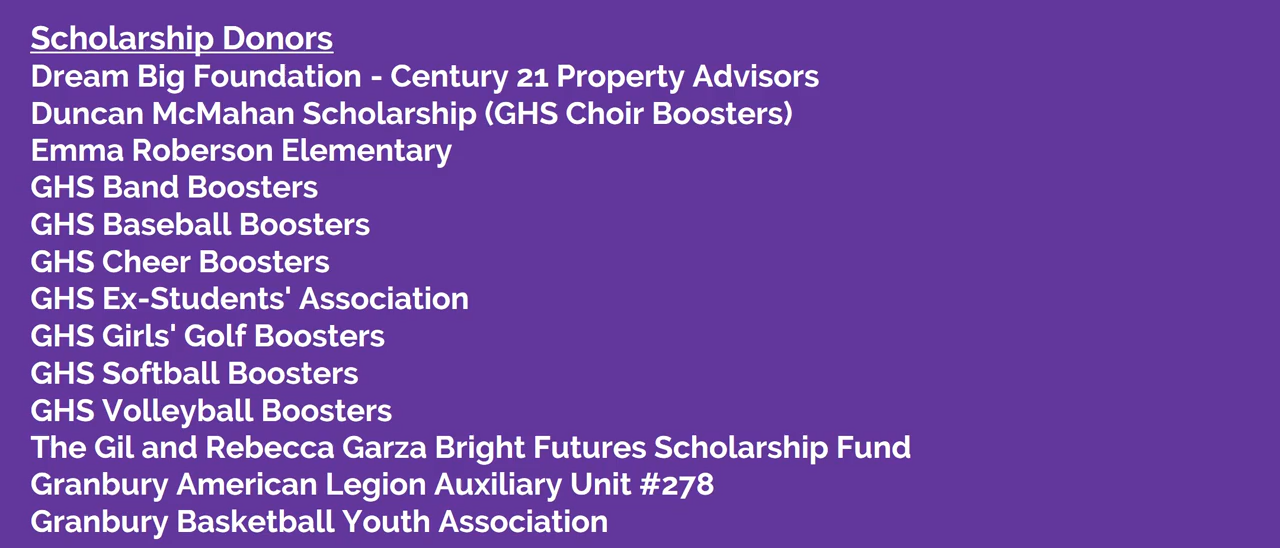 Scholarship Donors
Dream Big Foundation - Century 21 Property Advisors
Duncan McMahan Scholarship (GHS Choir Boosters)
Emma Roberson Elementary
GHS Band Boosters
GHS Baseball Boosters
GHS Cheer Boosters
GHS Ex-Students' Association
GHS Girls' Golf Boosters
GHS Softball Boosters
GHS Volleyball Boosters
The Gil and Rebecca Garza Bright Futures Scholarship Fund
Granbury American Legion Auxiliary Unit #278
Granbury Basketball Youth Association